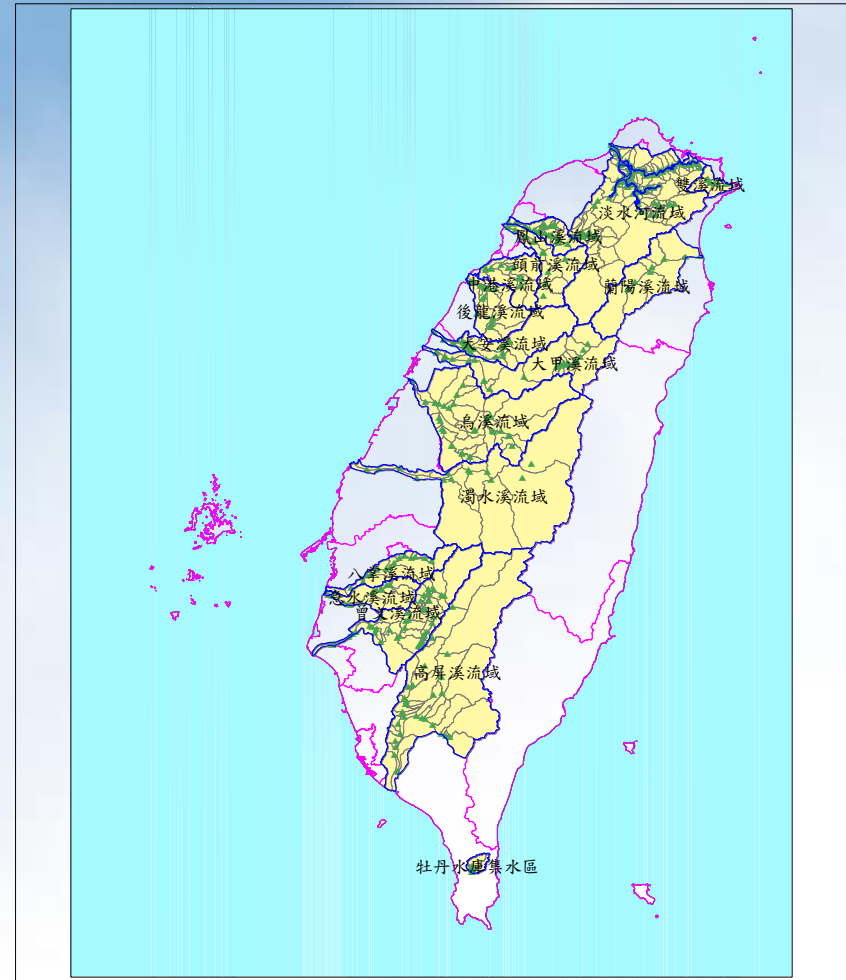 雙溪流域
淡水河流域
鳳山溪流域
頭前溪流域
中港溪流域
蘭陽溪流域
後龍溪流域
大安溪流域
大甲溪流域
烏溪流域
濁水溪流域
八掌溪流域
急水溪流域
曾文溪流域
高屏溪流域
牡丹水庫集水區